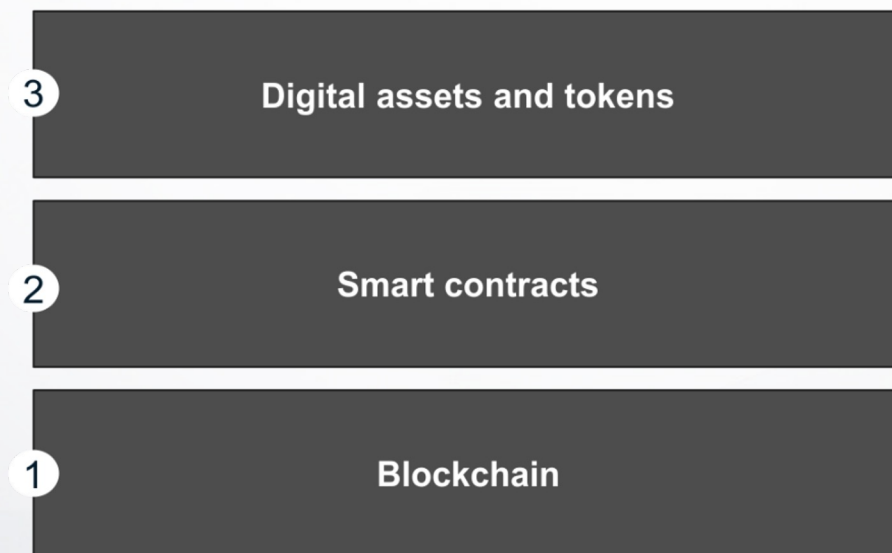 3
Digital assets and tokens
2
Smart contracts
1
Blockchain